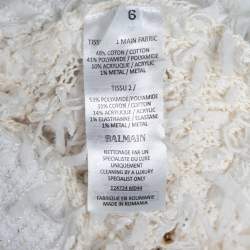 6
TISSU 1 MAIN FABRIC
48% COTON / COTTON
41% POLYAMIDE / POLYAMIDE
10% ACRYLIQUE / ACRYLIC
1% METAL / METAL
TISSU 2 /
53% POLYAMIDE/POLYAMIDE
31% COTON / COTTON
14% ACRYLIQUE / ACRYLIC
1% ELASTHANNE / ELASTANE
1% METAL / METAL
BALMAIN
NETTOYAGE PAR UN
SPECIALISTE DU LUXE
UNIQUEMENT
CLEANING BY A LUXURY
SPECIALIST ONLY
FABRIQUE EN ROUMANIE
MADE IN ROMANIA